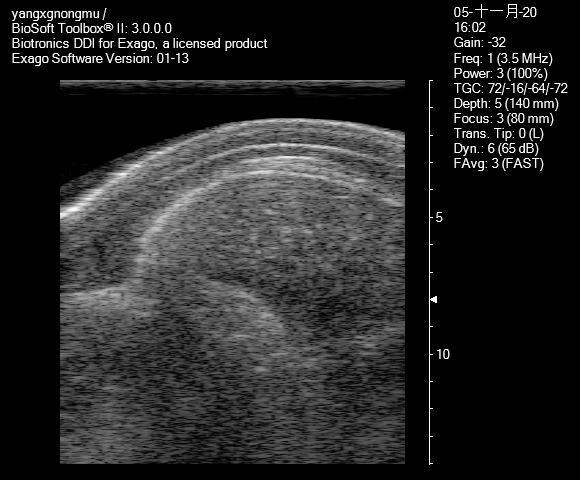 yangxgnongmu /
BioSoft Toolbox® II: 3.0.0.0
Biotronics DDI for Exago, a licensed product
Exago Software Version: 01-13
05-十一月-20
16:02
Gain: -32
Freq: 1 (3.5 MHz)
Power: 3 (100%)
TGC: 72/-16/-64/-72
Depth: 5 (140 mm)
Focus: 3 (80 mm)
Trans. Tip: 0 (L)
Dyn.: 6 (65 dB)
FAvg: 3 (FAST)
5
10